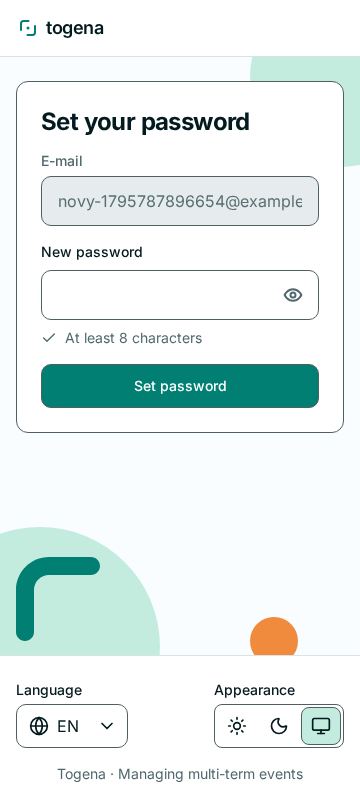 togena
Set your password
E-mail
novy-1795787896654@example
New password
At least 8 characters
Set password
Language
Appearance
EN
Togena · Managing multi-term events